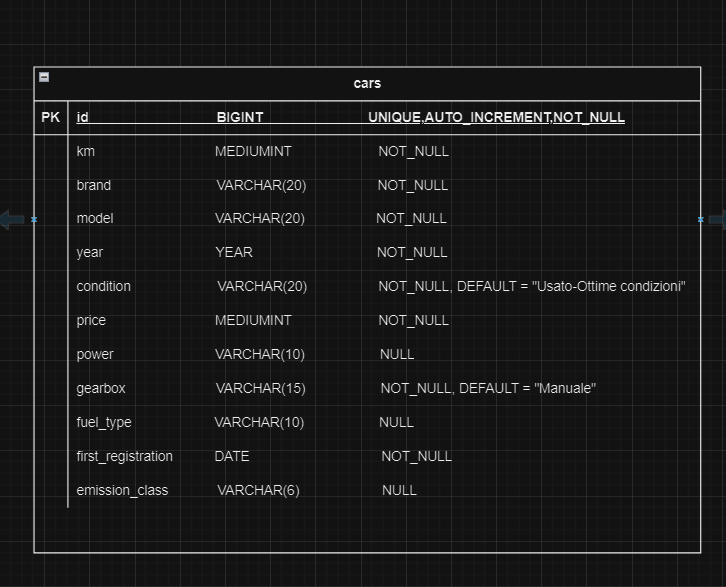 cars
PK id BIGINT UNIQUE,AUTO_INCREMENT,NOT_NULL
km MEDIUMINT NOT_NULL
brand VARCHAR(20) NOT_NULL
model VARCHAR(20) NOT_NULL
year YEAR NOT_NULL
condition VARCHAR(20) NOT_NULL, DEFAULT = "Usato-Ottime condizioni"
price MEDIUMINT NOT_NULL
power VARCHAR(10) NULL
gearbox VARCHAR(15) NOT_NULL, DEFAULT = "Manuale"
fuel_type VARCHAR(10) NULL
first_registration DATE NOT_NULL
emission_class VARCHAR(6) NULL